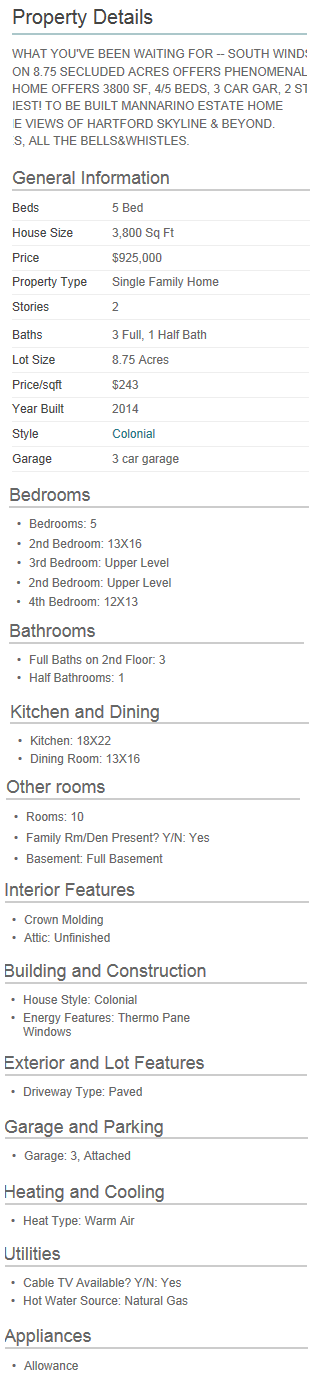 Property Details
WHAT YOU'VE BEEN WAITING FOR -- SOUTH WINDS
ON 8.75 SECLUDED ACRES OFFERS PHENOMENAL
HOME OFFERS 3800 SF, 4/5 BEDS, 3 CAR GAR, 2 ST
IEST! TO BE BUILT MANNARINO ESTATE HOME
E VIEWS OF HARTFORD SKYLINE & BEYOND.
S, ALL THE BELLS&WHISTLES.
General Information
Beds 5 Bed
House Size 3,800 Sq Ft
Price $925,000
Property Type Single Family Home
Stories 2
Baths 3 Full, 1 Half Bath
Lot Size 8.75 Acres
Price/sqft $243
Year Built 2014
Style Colonial
Garage 3 car garage
Bedrooms
• Bedrooms: 5
• 2nd Bedroom: 13X16
• 3rd Bedroom: Upper Level
• 2nd Bedroom: Upper Level
• 4th Bedroom: 12X13
Bathrooms
• Full Baths on 2nd Floor: 3
• Half Bathrooms: 1
Kitchen and Dining
• Kitchen: 18X22
• Dining Room: 13X16
Other rooms
• Rooms: 10
• Family Rm/Den Present? Y/N: Yes
• Basement: Full Basement
Interior Features
• Crown Molding
• Attic: Unfinished
Building and Construction
• House Style: Colonial
• Energy Features: Thermo Pane
Windows
Exterior and Lot Features
• Driveway Type: Paved
Garage and Parking
• Garage: 3, Attached
Heating and Cooling
• Heat Type: Warm Air
Utilities
• Cable TV Available? Y/N: Yes
• Hot Water Source: Natural Gas
Appliances
• Allowance